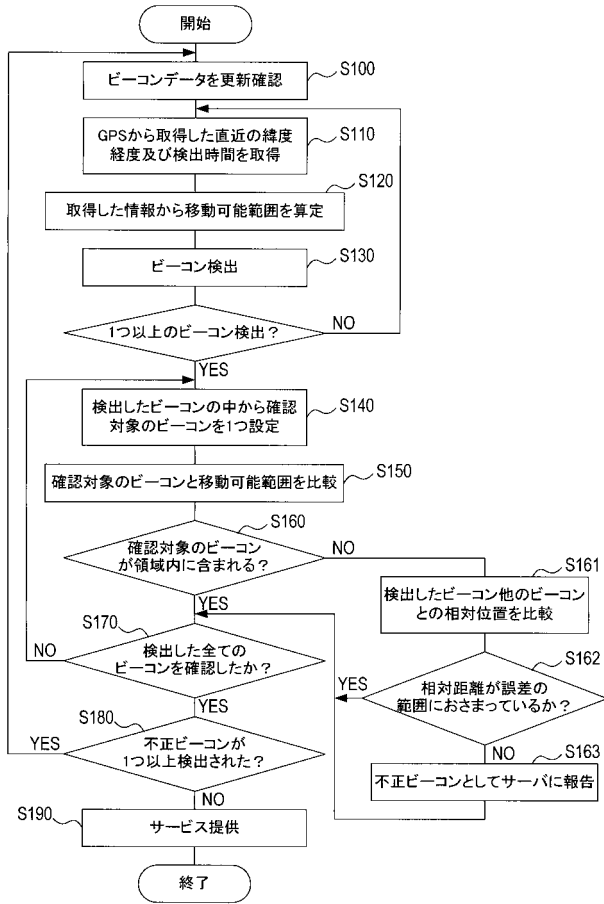 開始
ビーコンデータを更新確認
S100
GPSから取得した直近の緯度
経度及び検出時間を取得
S110
取得した情報から移動可能範囲を算定
S120
ビーコン検出
S130
1つ以上のビーコン検出?
NO
YES
検出したビーコンの中から確認
対象のビーコンを1つ設定
S140
確認対象のビーコンと移動可能範囲を比較
S150
確認対象のビーコン
が領域内に含まれる?
S160
NO
YES
検出したビーコン他のビーコン
との相対位置を比較
S161
相対距離が誤差の
範囲におさまっているか?
S162
YES
NO
不正ビーコンとしてサーバに報告
S163
検出した全ての
ビーコンを確認したか?
S170
NO
YES
不正ビーコンが
1つ以上検出された?
S180
YES
NO
サービス提供
S190
終了